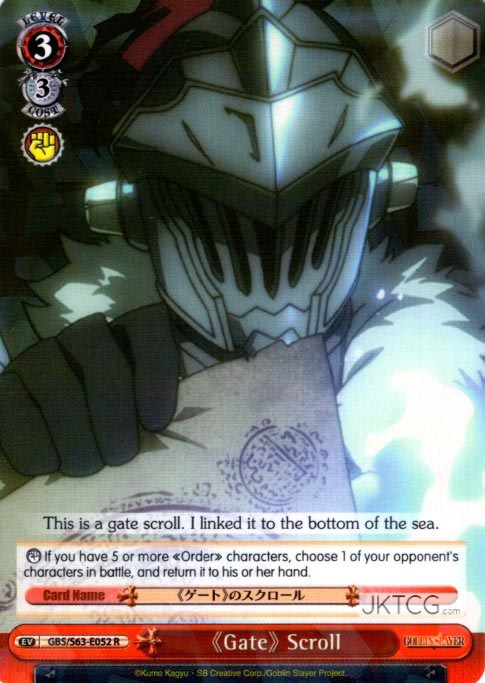 LEVEL
3
3
COST
This is a gate scroll. I linked it to the bottom of the sea.
If you have 5 or more «Order» characters, choose 1 of your opponent's
characters in battle, and return it to his or her hand.
Card Name 《ゲート》のスクロール
JKTCG.com
EV GBS/S63-E052 R 《Gate》 Scroll GOBLIN SLAYER
©Kumo Kagyu・SB Creative Corp./Goblin Slayer Project.